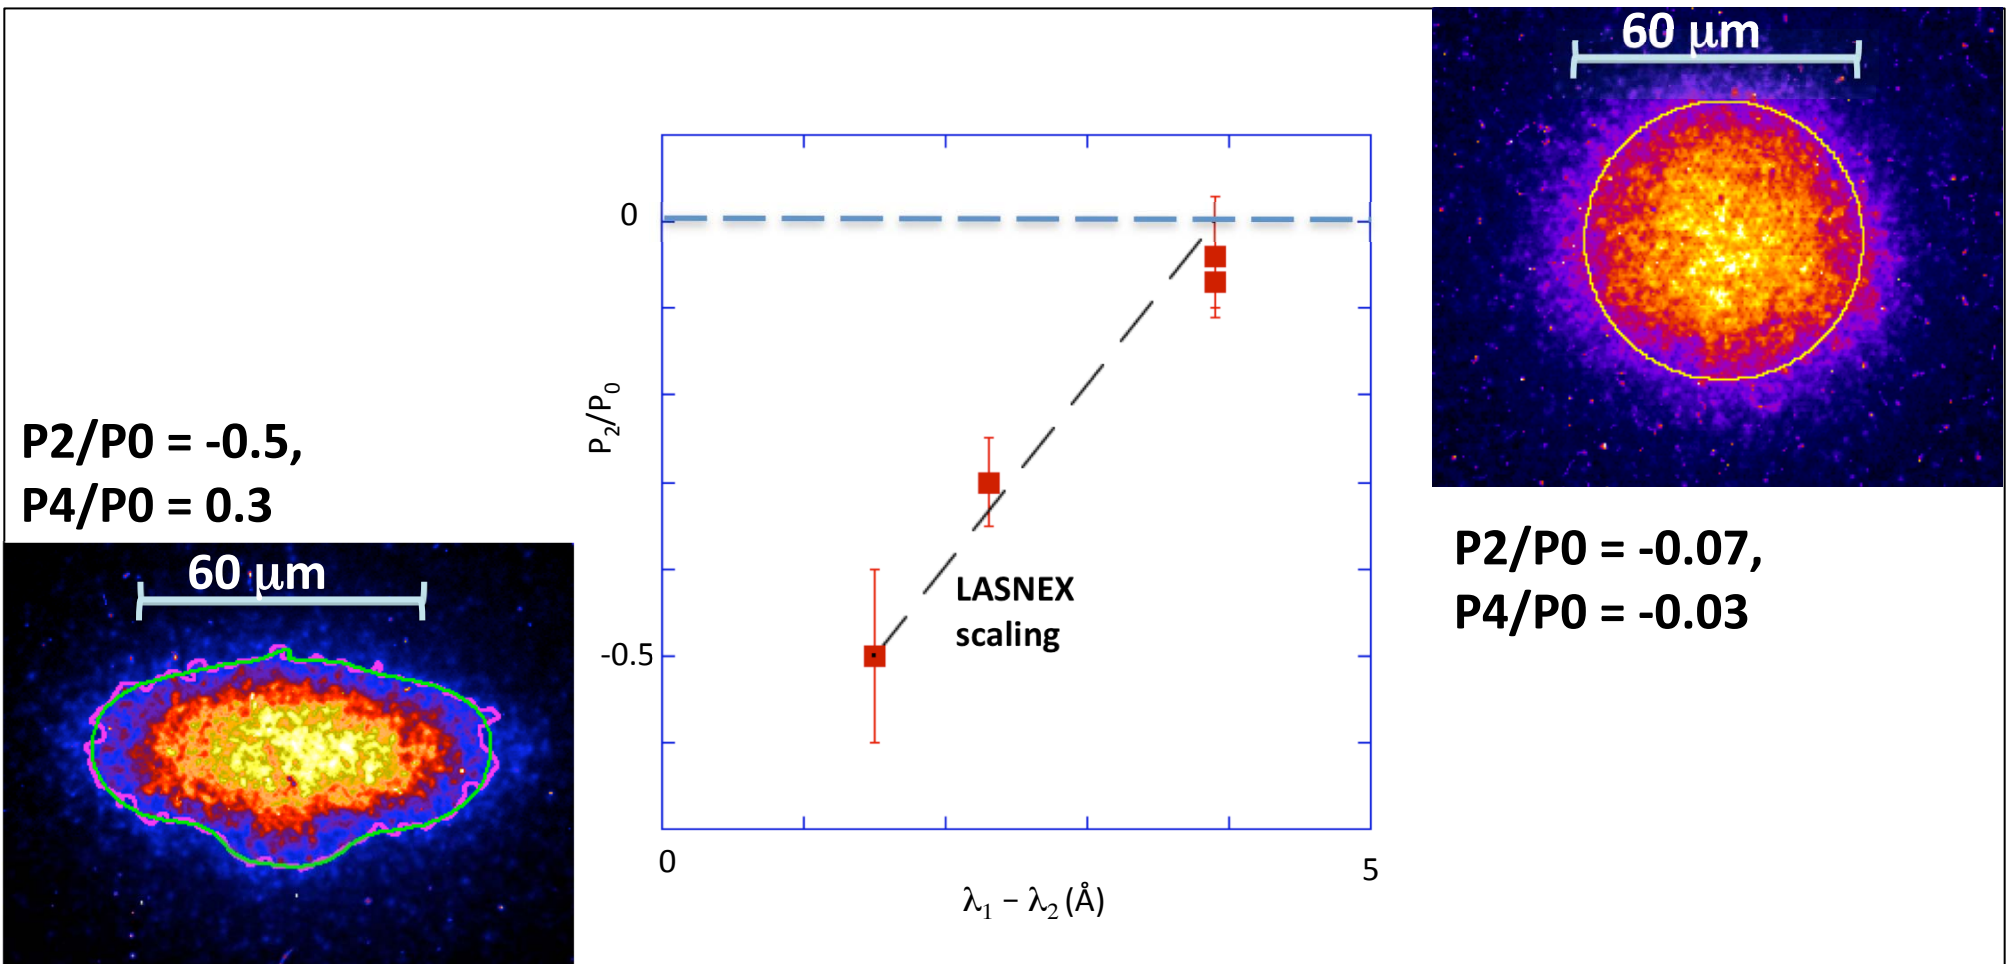 60 μm
0
P2/P0 = -0.5,
P4/P0 = 0.3
P₂/P₀
60 μm
P2/P0 = -0.07,
P4/P0 = -0.03
LASNEX
scaling
-0.5
0
5
λ₁ − λ₂ (Å)